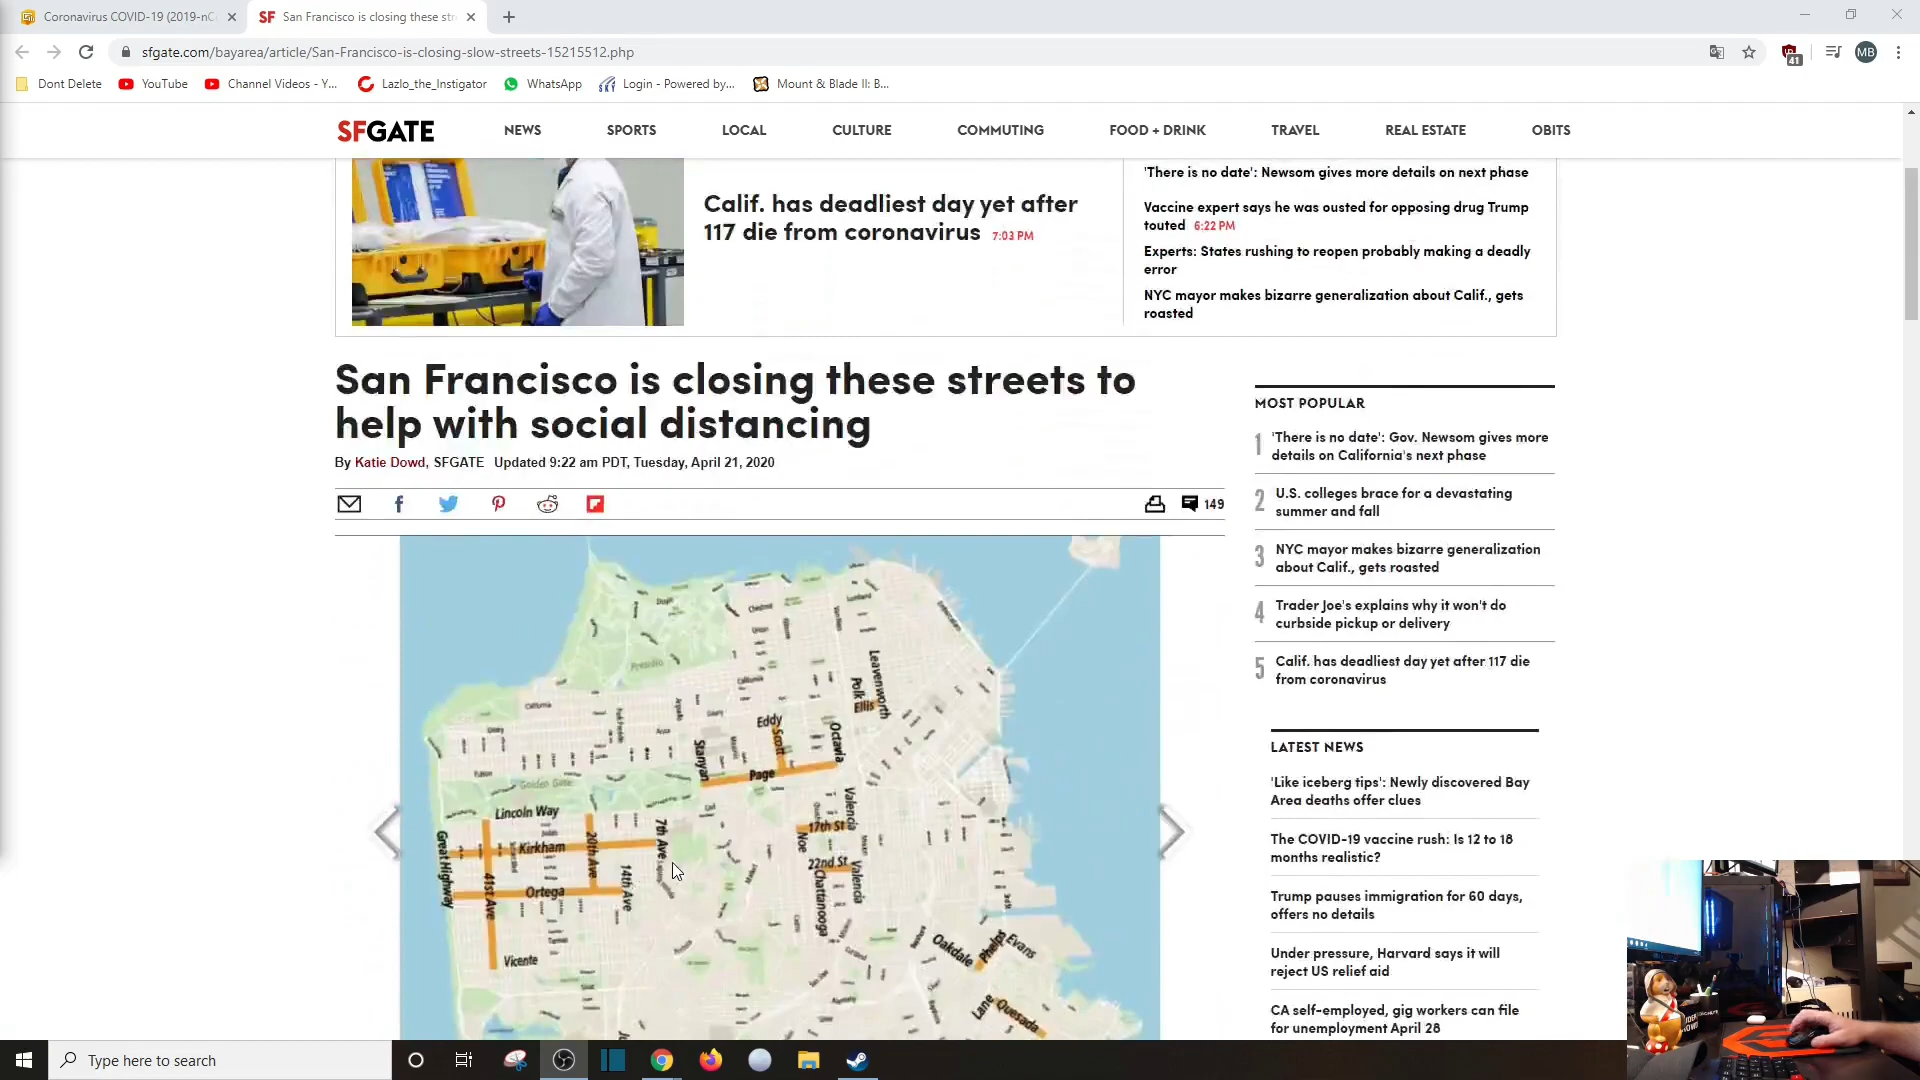 Coronavirus COVID-19 (2019-nC
San Francisco is closing these str
sfgate.com/bayarea/article/San-Francisco-is-closing-slow-streets-15215512.php
41
MB
Dont Delete
YouTube
Channel Videos - Y...
Lazlo_the_Instigator
WhatsApp
Login - Powered by...
Mount & Blade II: B...
SFGATE
NEWS
SPORTS
LOCAL
CULTURE
COMMUTING
FOOD + DRINK
TRAVEL
REAL ESTATE
OBITS
Calif. has deadliest day yet after
117 die from coronavirus 7:03 PM
'There is no date': Newsom gives more details on next phase
Vaccine expert says he was ousted for opposing drug Trump
touted 6:22 PM
Experts: States rushing to reopen probably making a deadly
error
NYC mayor makes bizarre generalization about Calif., gets
roasted
San Francisco is closing these streets to
help with social distancing
By Katie Dowd, SFGATE Updated 9:22 am PDT, Tuesday, April 21, 2020
149
Leavenworth
Polk
Ellis
Eddy
Scott
Octavia
Stanyan
Page
Presidio
California
Golden Gate
Lincoln Way
Great Highway
Kirkham
20th Ave
7th Ave
41st Ave
Ortega
14th Ave
Vicente
Valencia
17th St
Noe
22nd St
Chattanooga
Valencia
Oakdale
Phelps
Evans
Lane
Quesada
MOST POPULAR
1 'There is no date': Gov. Newsom gives more
details on California's next phase
2 U.S. colleges brace for a devastating
summer and fall
3 NYC mayor makes bizarre generalization
about Calif., gets roasted
4 Trader Joe's explains why it won't do
curbside pickup or delivery
5 Calif. has deadliest day yet after 117 die
from coronavirus
LATEST NEWS
'Like iceberg tips': Newly discovered Bay
Area deaths offer clues
The COVID-19 vaccine rush: Is 12 to 18
months realistic?
Trump pauses immigration for 60 days,
offers no details
Under pressure, Harvard says it will
reject US relief aid
CA self-employed, gig workers can file
for unemployment April 28
Type here to search